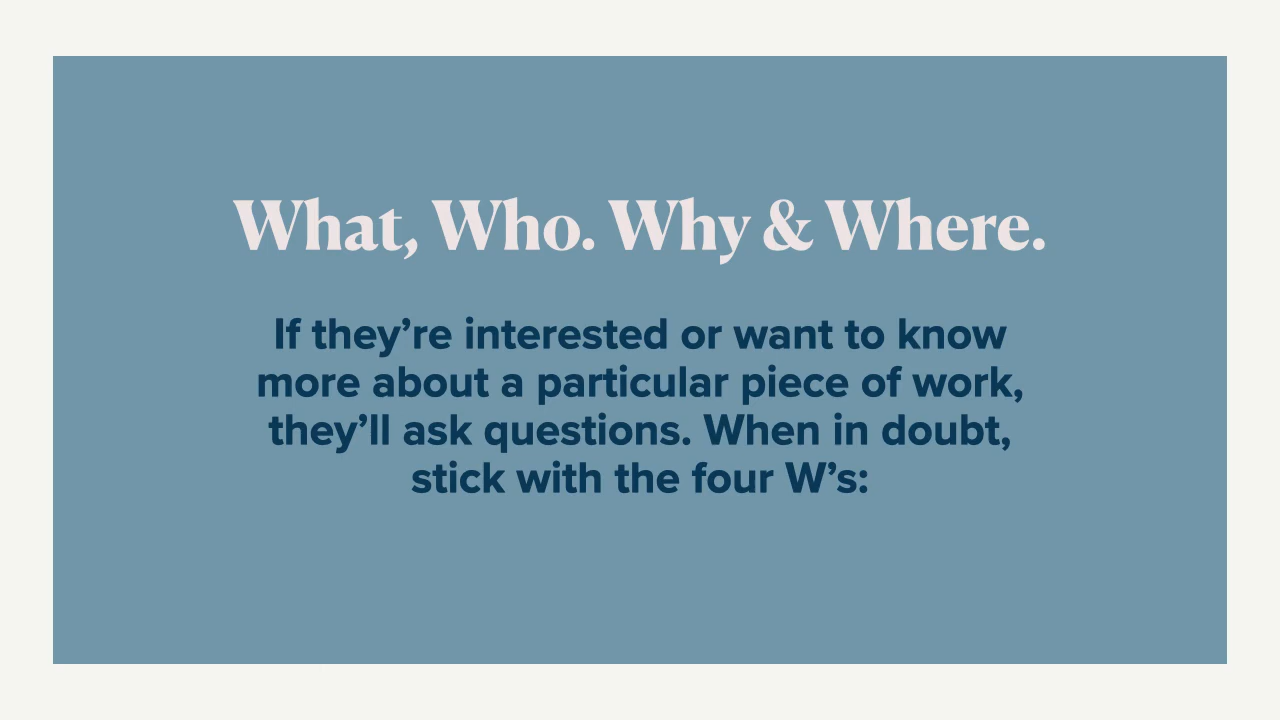 What, Who. Why & Where.
If they’re interested or want to know
more about a particular piece of work,
they’ll ask questions. When in doubt,
stick with the four W’s: